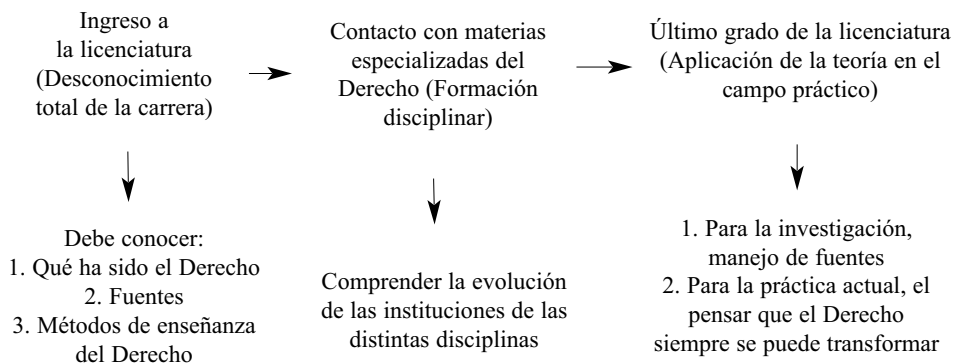 Ingreso a
la licenciatura
(Desconocimiento
total de la carrera)
Contacto con materias
especializadas del
Derecho (Formación
disciplinar)
Último grado de la licenciatura
(Aplicación de la teoría en el
campo práctico)
Debe conocer:
1. Qué ha sido el Derecho
2. Fuentes
3. Métodos de enseñanza
del Derecho
Comprender la evolución
de las instituciones de las
distintas disciplinas
1. Para la investigación,
manejo de fuentes
2. Para la práctica actual, el
pensar que el Derecho
siempre se puede transformar